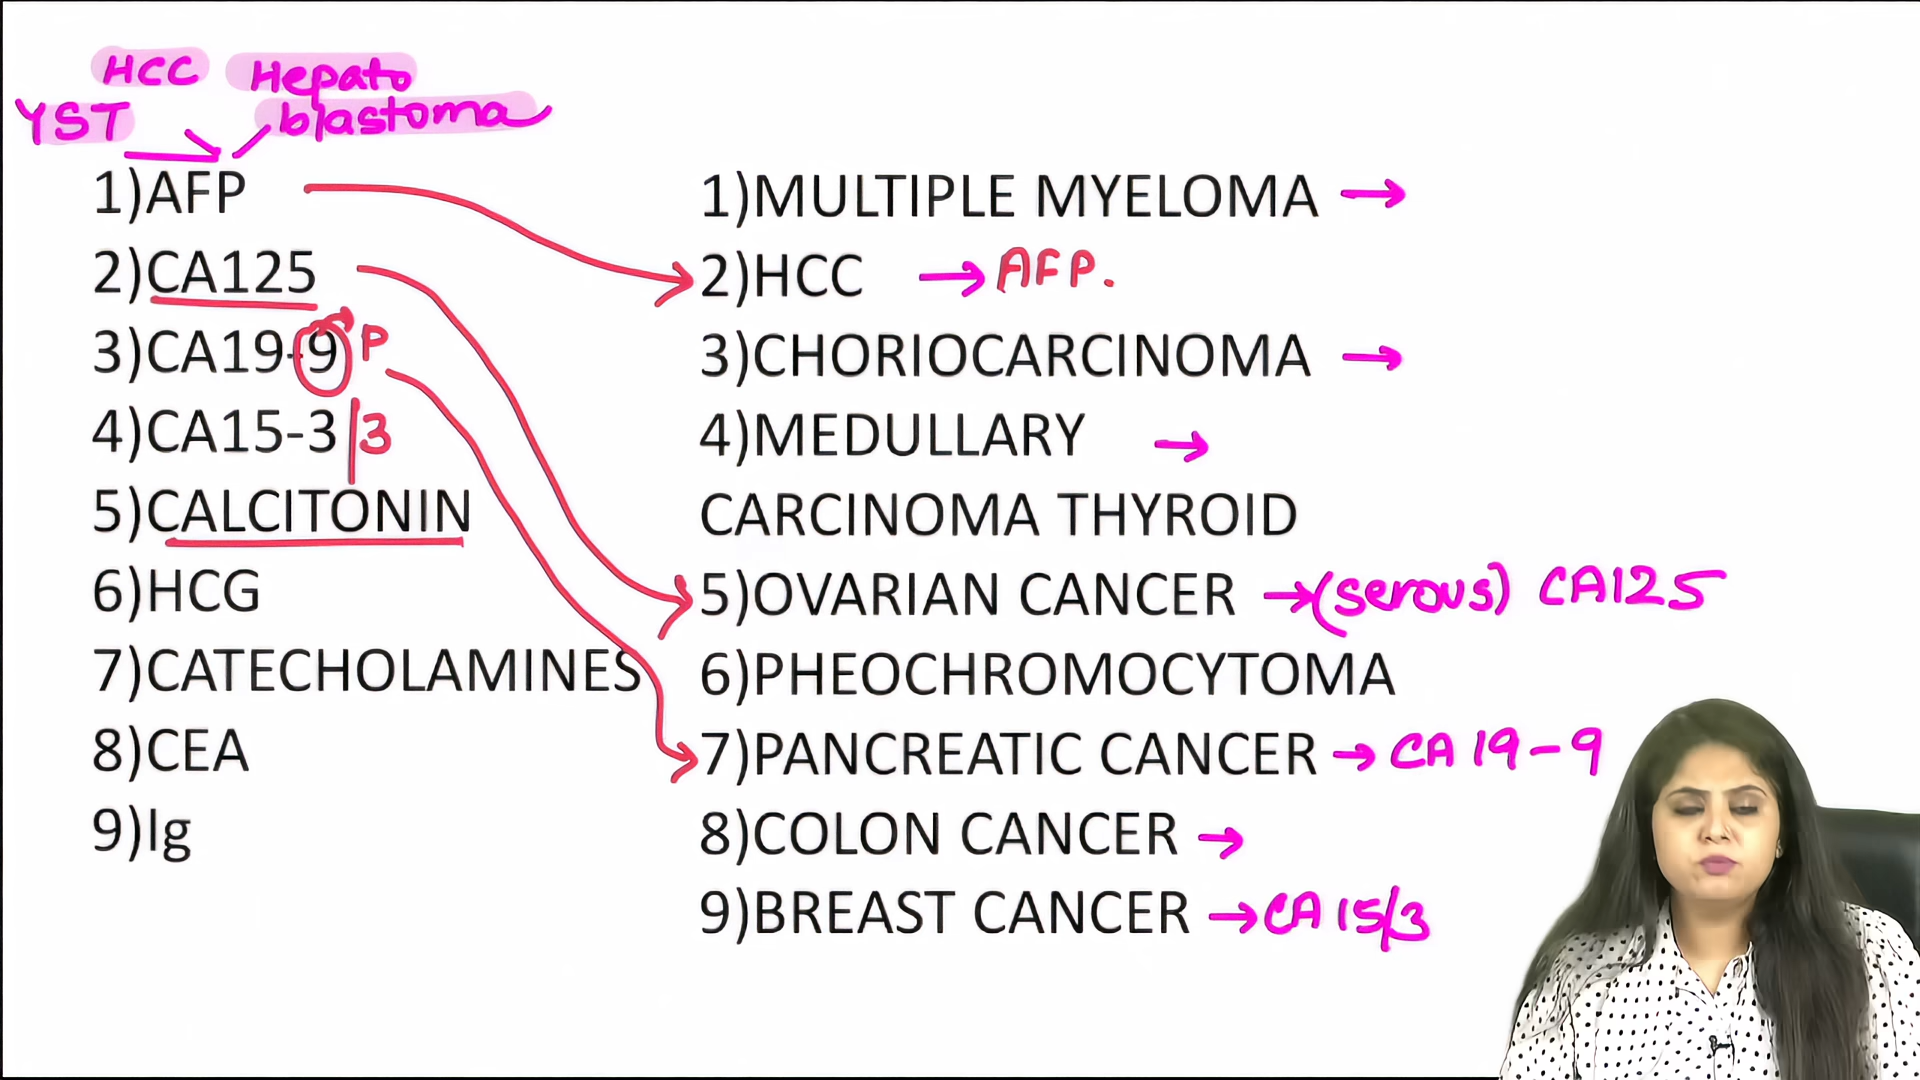 HCC Hepato
YST blastoma
1)AFP
2)CA125
3)CA19-9 P
4)CA15-3 |3
5)CALCITONIN
6)HCG
7)CATECHOLAMINES
8)CEA
9)Ig
1)MULTIPLE MYELOMA →
2)HCC → AFP.
3)CHORIOCARCINOMA →
4)MEDULLARY →
CARCINOMA THYROID
5)OVARIAN CANCER →(serous) CA125
6)PHEOCHROMOCYTOMA
7)PANCREATIC CANCER → CA 19-9
8)COLON CANCER →
9)BREAST CANCER → CA 15/3